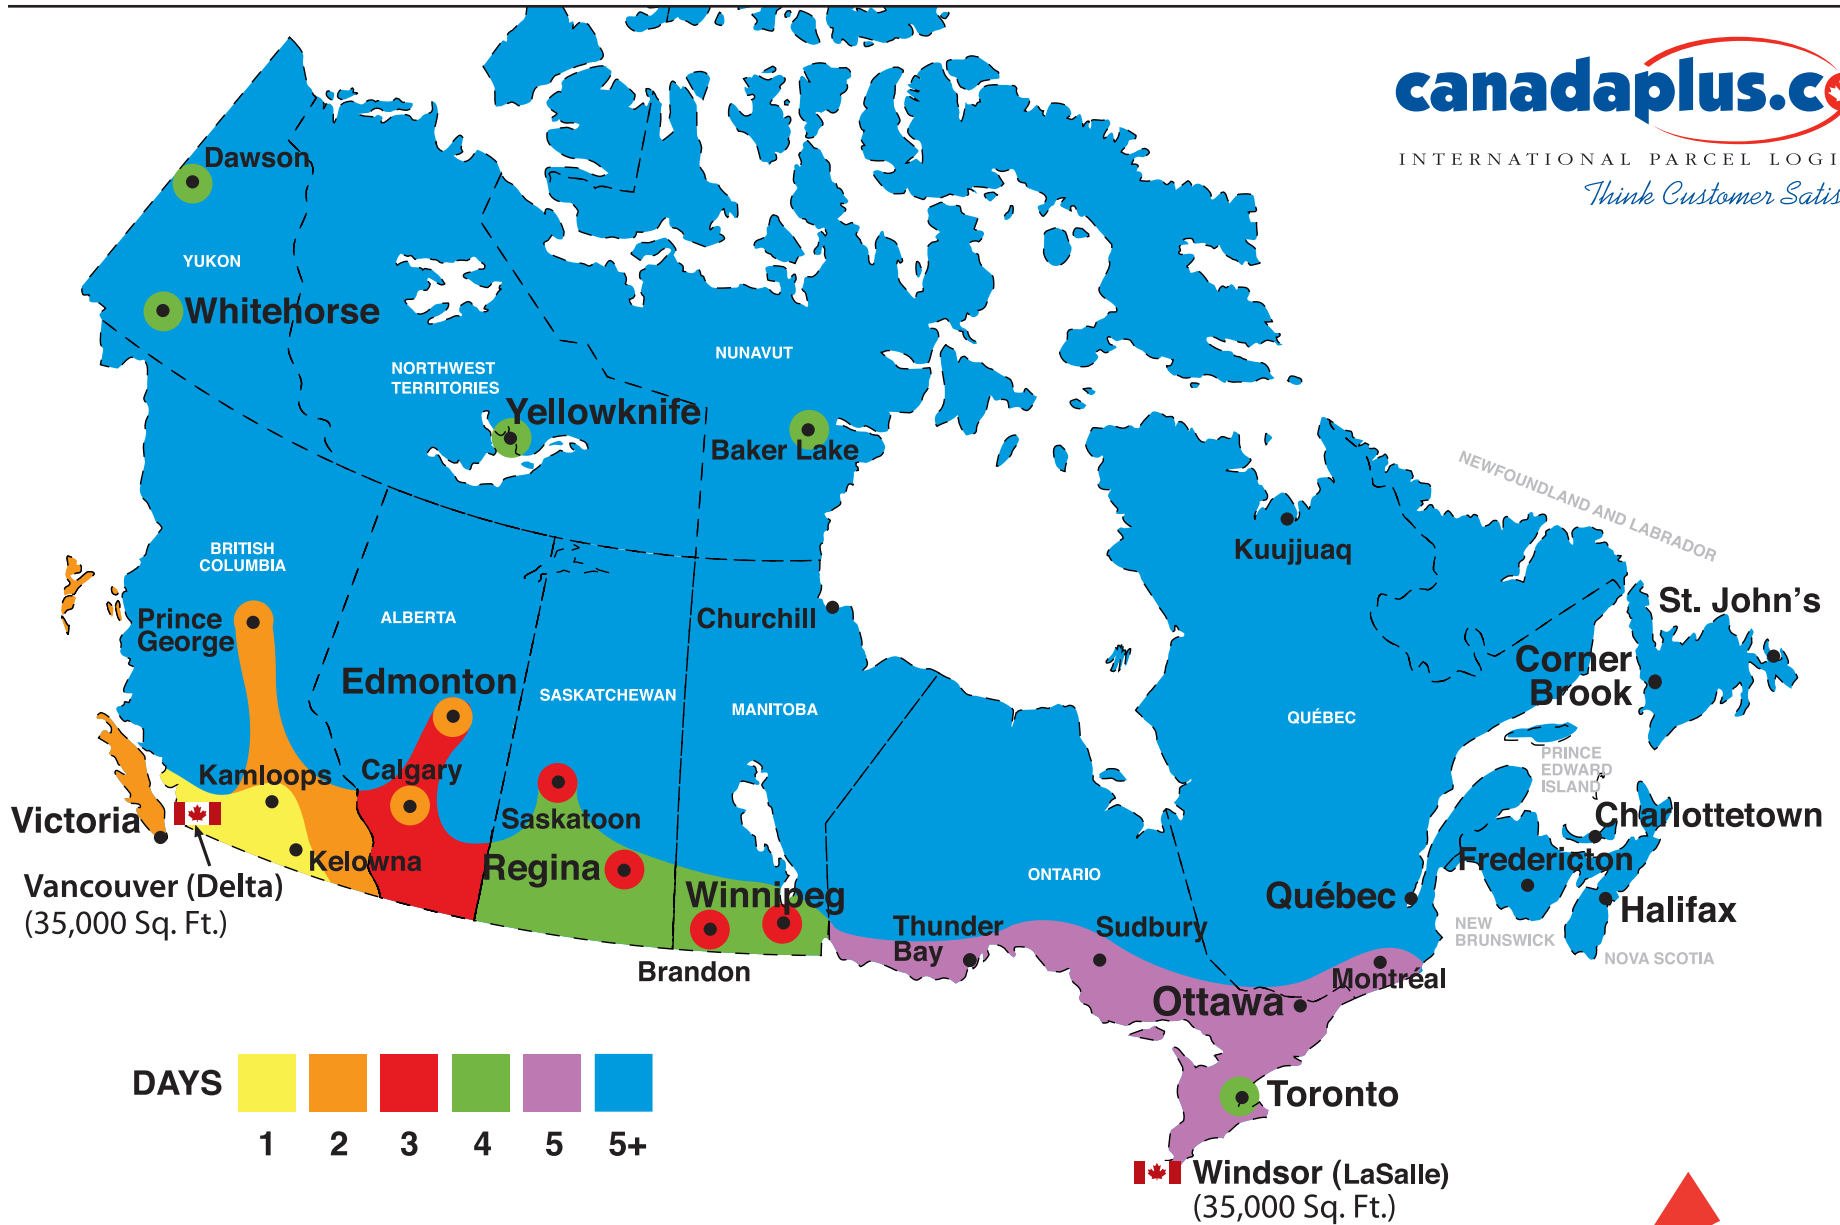 canadaplus.c
INTERNATIONAL PARCEL LOGI
Think Customer Satis
Dawson
YUKON
Whitehorse
NORTHWEST
TERRITORIES
Yellowknife
NUNAVUT
Baker Lake
NEWFOUNDLAND AND LABRADOR
Kuujjuaq
BRITISH
COLUMBIA
Prince
George
ALBERTA
Churchill
St. John's
Edmonton
SASKATCHEWAN
MANITOBA
QUÉBEC
Corner
Brook
PRINCE
EDWARD
ISLAND
Kamloops
Calgary
Victoria
Saskatoon
Charlottetown
Kelowna
Regina
Fredericton
Vancouver (Delta)
(35,000 Sq. Ft.)
Winnipeg
ONTARIO
Québec
Halifax
Thunder
Bay
Sudbury
NEW
BRUNSWICK
NOVA SCOTIA
Brandon
Montréal
Ottawa
DAYS
1 2 3 4 5 5+
Toronto
Windsor (LaSalle)
(35,000 Sq. Ft.)